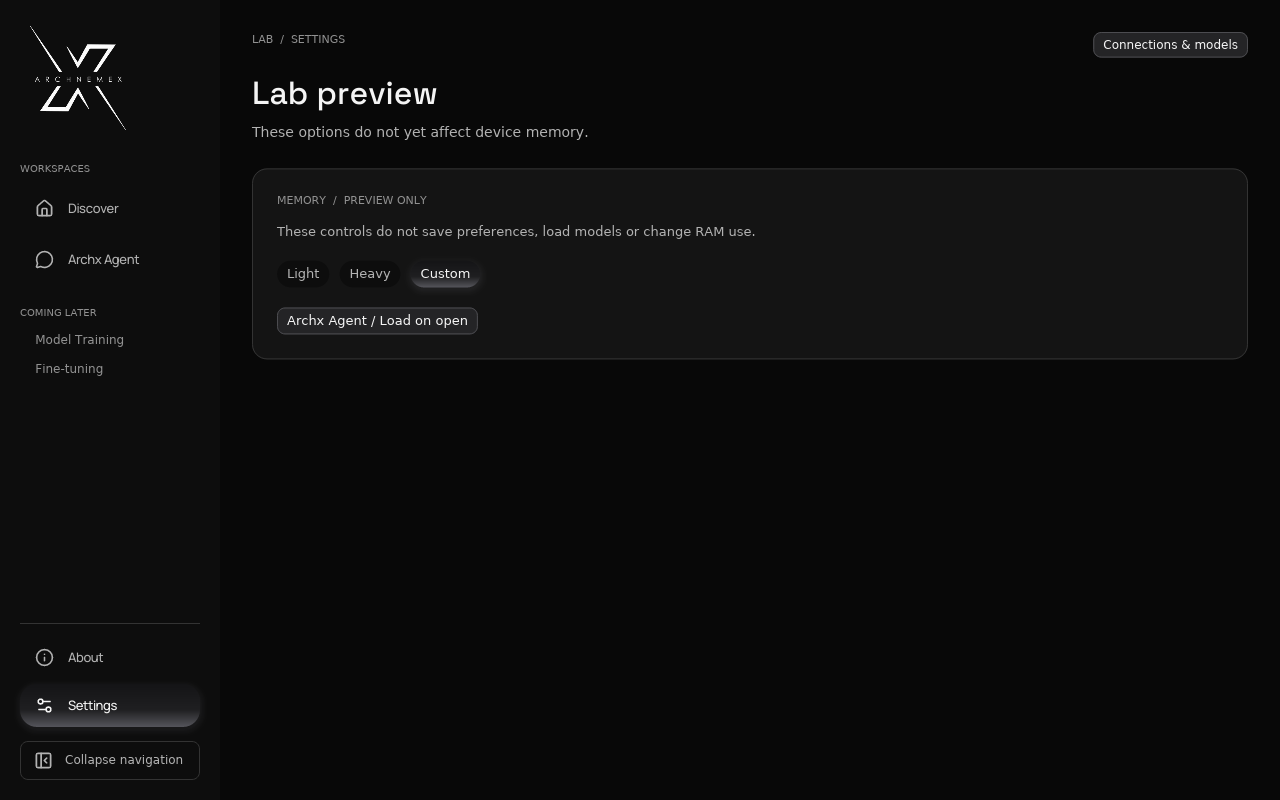 ARCHNEMEX
WORKSPACES
Discover
Archx Agent
COMING LATER
Model Training
Fine-tuning
About
Settings
Collapse navigation
LAB / SETTINGS
Connections & models
Lab preview
These options do not yet affect device memory.
MEMORY / PREVIEW ONLY
These controls do not save preferences, load models or change RAM use.
Light Heavy Custom
Archx Agent / Load on open